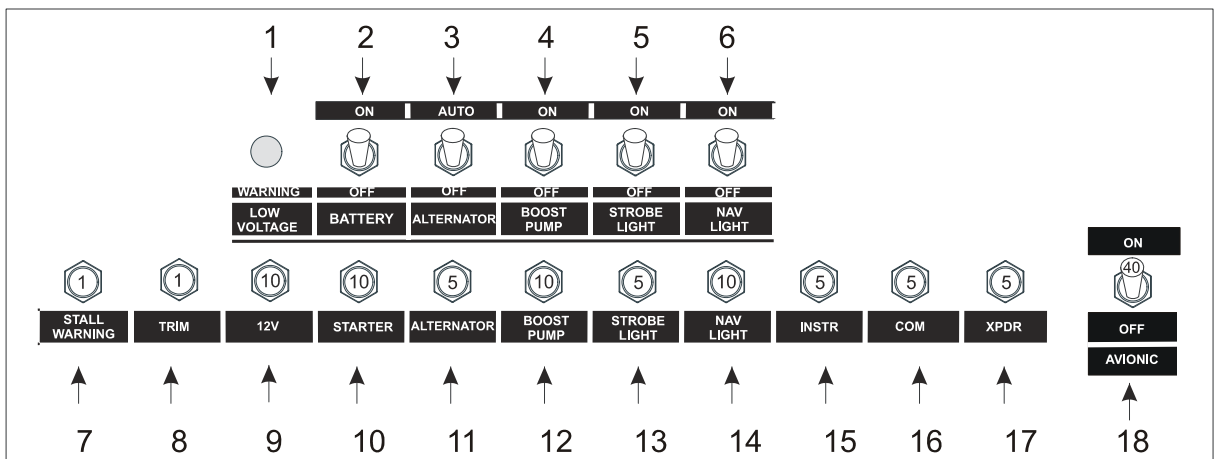 1 2 3 4 5 6
ON AUTO ON ON ON
WARNING OFF OFF OFF OFF OFF
LOW VOLTAGE BATTERY ALTERNATOR BOOST PUMP STROBE LIGHT NAV LIGHT
ON
1 1 10 10 5 10 5 10 5 5 5 40
STALL WARNING TRIM 12V STARTER ALTERNATOR BOOST PUMP STROBE LIGHT NAV LIGHT INSTR COM XPDR OFF
AVIONIC
7 8 9 10 11 12 13 14 15 16 17 18